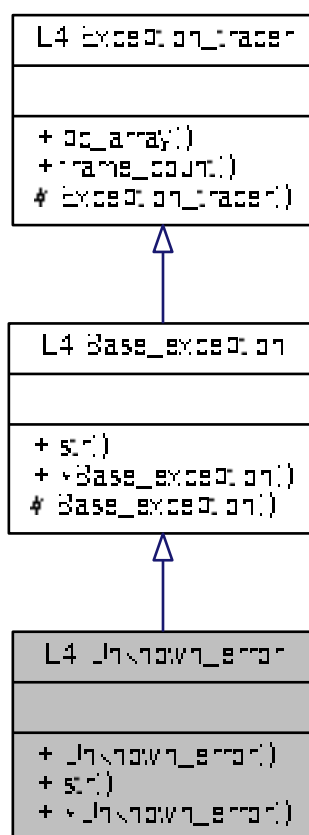 L4 Exception_tracer
+ pc_array()
+ frame_count()
# Exception_tracer()
L4 Base_exception
+ str()
+ ~Base_exception()
# Base_exception()
L4 Unknown_error
+ Unknown_error()
+ str()
+ ~Unknown_error()